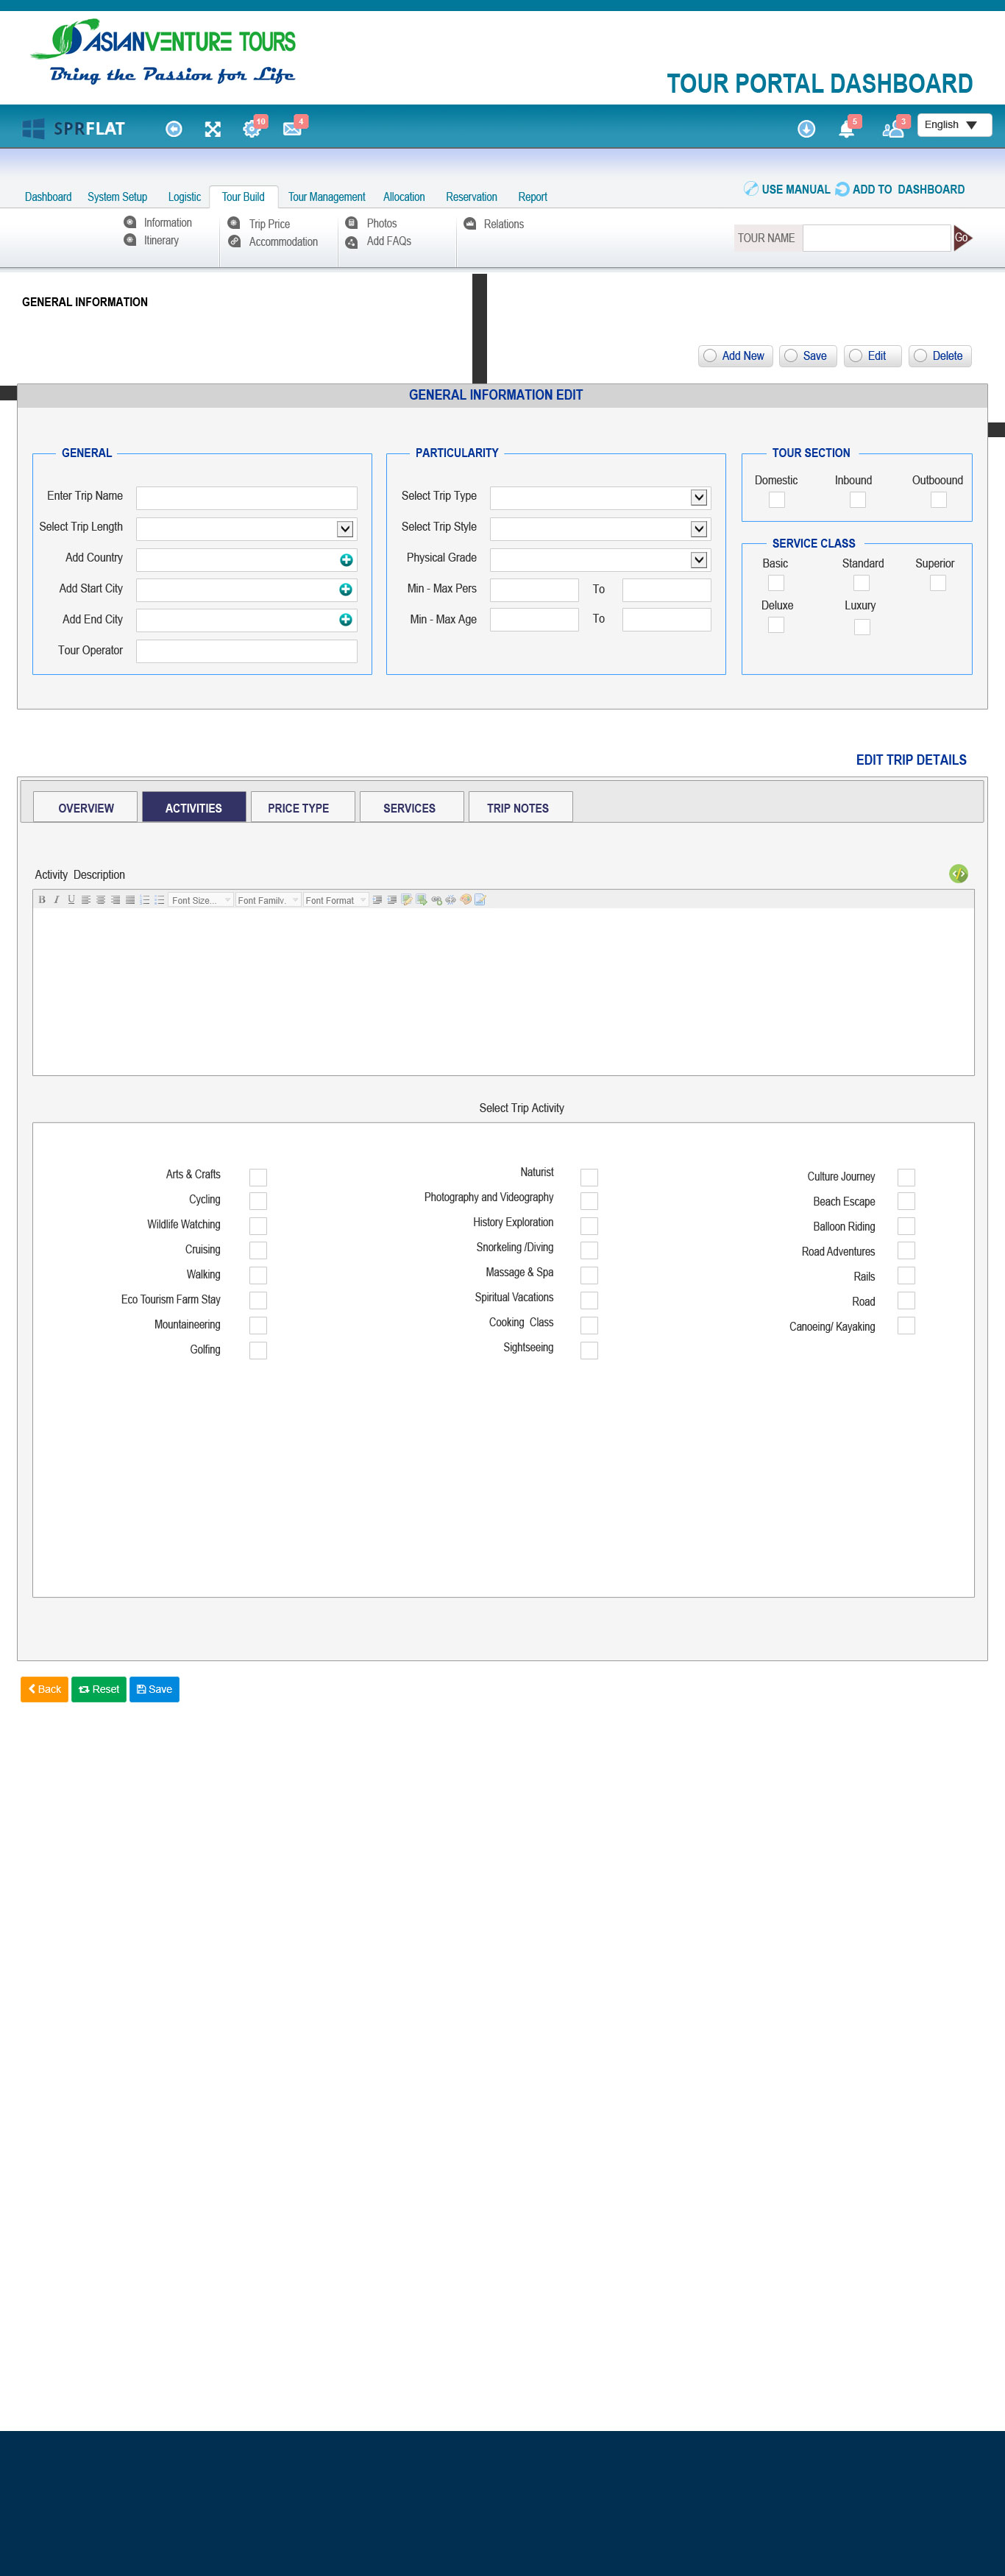 ASIANVENTURE TOURS
Bring the Passion for Life
TOUR PORTAL DASHBOARD
SPRFLAT
10
4
5
3
English
Dashboard System Setup Logistic Tour Build Tour Management Allocation Reservation Report
USE MANUAL ADD TO DASHBOARD
Information Trip Price Photos Relations
Itinerary Accommodation Add FAQs
TOUR NAME Go
GENERAL INFORMATION
Add New Save Edit Delete
GENERAL INFORMATION EDIT
GENERAL
Enter Trip Name
Select Trip Length
Add Country
Add Start City
Add End City
Tour Operator
PARTICULARITY
Select Trip Type
Select Trip Style
Physical Grade
Min - Max Pers To
Min - Max Age To
TOUR SECTION
Domestic Inbound Outboound
SERVICE CLASS
Basic Standard Superior
Deluxe Luxury
EDIT TRIP DETAILS
OVERVIEW ACTIVITIES PRICE TYPE SERVICES TRIP NOTES
Activity Description
B I U Font Size... Font Family. Font Format
Select Trip Activity
Arts & Crafts
Cycling
Wildlife Watching
Cruising
Walking
Eco Tourism Farm Stay
Mountaineering
Golfing
Naturist
Photography and Videography
History Exploration
Snorkeling /Diving
Massage & Spa
Spiritual Vacations
Cooking Class
Sightseeing
Culture Journey
Beach Escape
Balloon Riding
Road Adventures
Rails
Road
Canoeing/ Kayaking
Back Reset Save